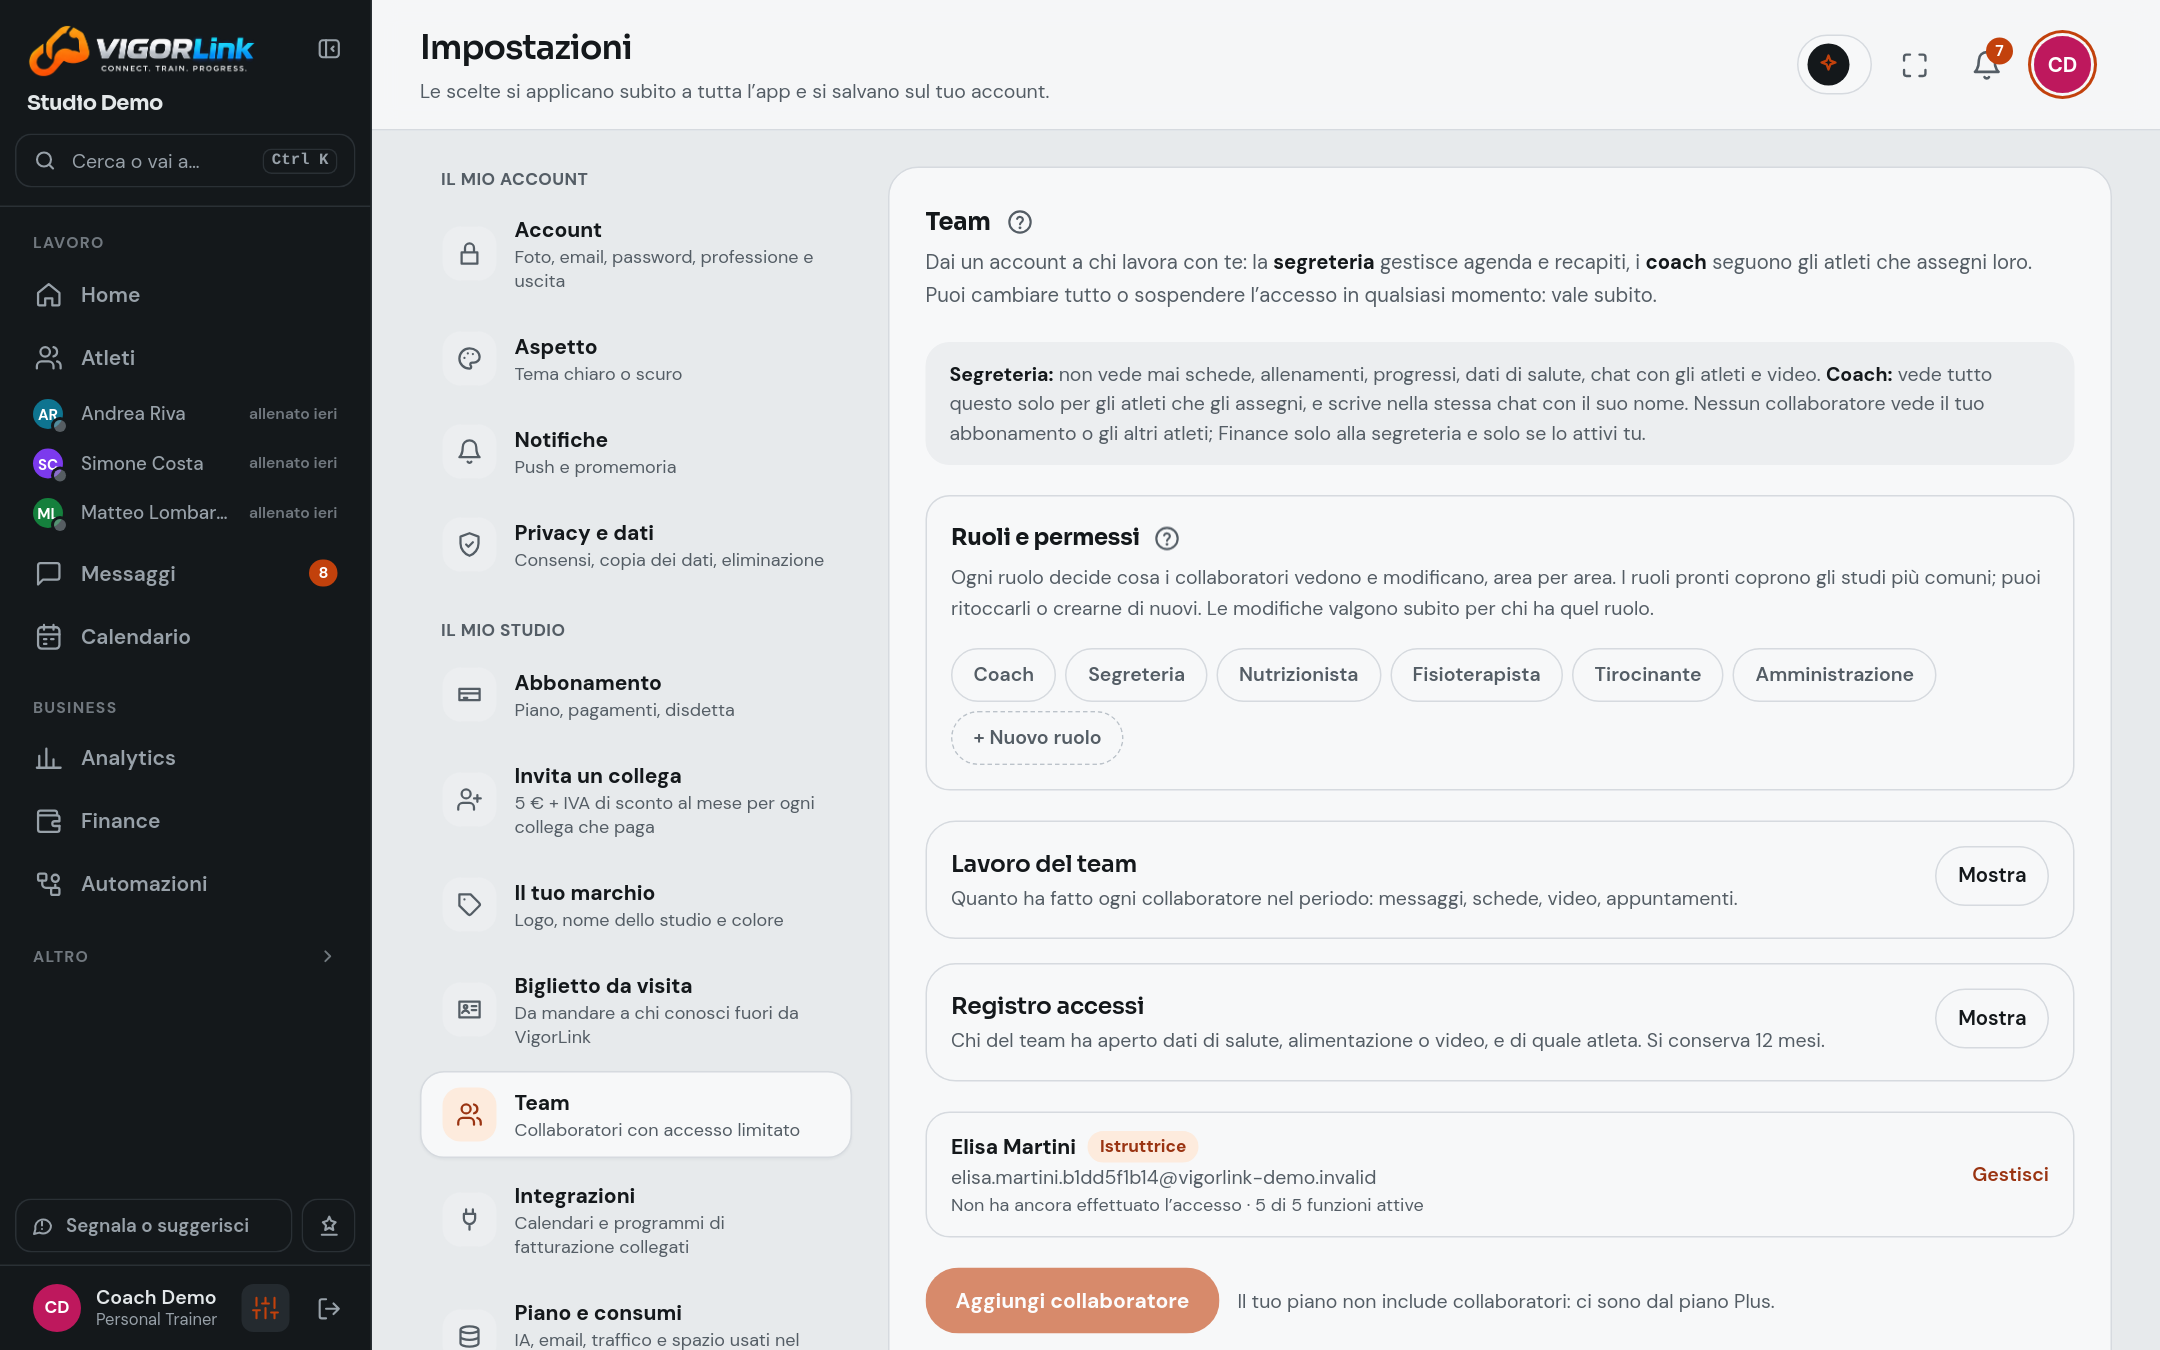 VIGORLink
CONNECT. TRAIN. PROGRESS.
Studio Demo
Cerca o vai a...
Ctrl K
LAVORO
Home
Atleti
AR Andrea Riva allenato ieri
SC Simone Costa allenato ieri
Matteo Lombar... allenato ieri
Messaggi 8
Calendario
BUSINESS
Analytics
Finance
Automazioni
ALTRO
Segnala o suggerisci
CD
Coach Demo
Personal Trainer
Impostazioni
Le scelte si applicano subito a tutta l’app e si salvano sul tuo account.
7
CD
IL MIO ACCOUNT
Account
Foto, email, password, professione e
uscita
Aspetto
Tema chiaro o scuro
Notifiche
Push e promemoria
Privacy e dati
Consensi, copia dei dati, eliminazione
IL MIO STUDIO
Abbonamento
Piano, pagamenti, disdetta
Invita un collega
5 € + IVA di sconto al mese per ogni
collega che paga
Il tuo marchio
Logo, nome dello studio e colore
Biglietto da visita
Da mandare a chi conosci fuori da
VigorLink
Team
Collaboratori con accesso limitato
Integrazioni
Calendari e programmi di
fatturazione collegati
Piano e consumi
IA, email, traffico e spazio usati nel
Team ?
Dai un account a chi lavora con te: la segreteria gestisce agenda e recapiti, i coach seguono gli atleti che assegni loro.
Puoi cambiare tutto o sospendere l’accesso in qualsiasi momento: vale subito.
Segreteria: non vede mai schede, allenamenti, progressi, dati di salute, chat con gli atleti e video. Coach: vede tutto
questo solo per gli atleti che gli assegni, e scrive nella stessa chat con il suo nome. Nessun collaboratore vede il tuo
abbonamento o gli altri atleti; Finance solo alla segreteria e solo se lo attivi tu.
Ruoli e permessi ?
Ogni ruolo decide cosa i collaboratori vedono e modificano, area per area. I ruoli pronti coprono gli studi più comuni; puoi
ritoccarli o crearne di nuovi. Le modifiche valgono subito per chi ha quel ruolo.
Coach Segreteria Nutrizionista Fisioterapista Tirocinante Amministrazione
+ Nuovo ruolo
Lavoro del team
Quanto ha fatto ogni collaboratore nel periodo: messaggi, schede, video, appuntamenti.
Mostra
Registro accessi
Chi del team ha aperto dati di salute, alimentazione o video, e di quale atleta. Si conserva 12 mesi.
Mostra
Elisa Martini Istruttrice
elisa.martini.b1dd5f1b14@vigorlink-demo.invalid
Non ha ancora effettuato l’accesso · 5 di 5 funzioni attive
Gestisci
Aggiungi collaboratore
Il tuo piano non include collaboratori: ci sono dal piano Plus.